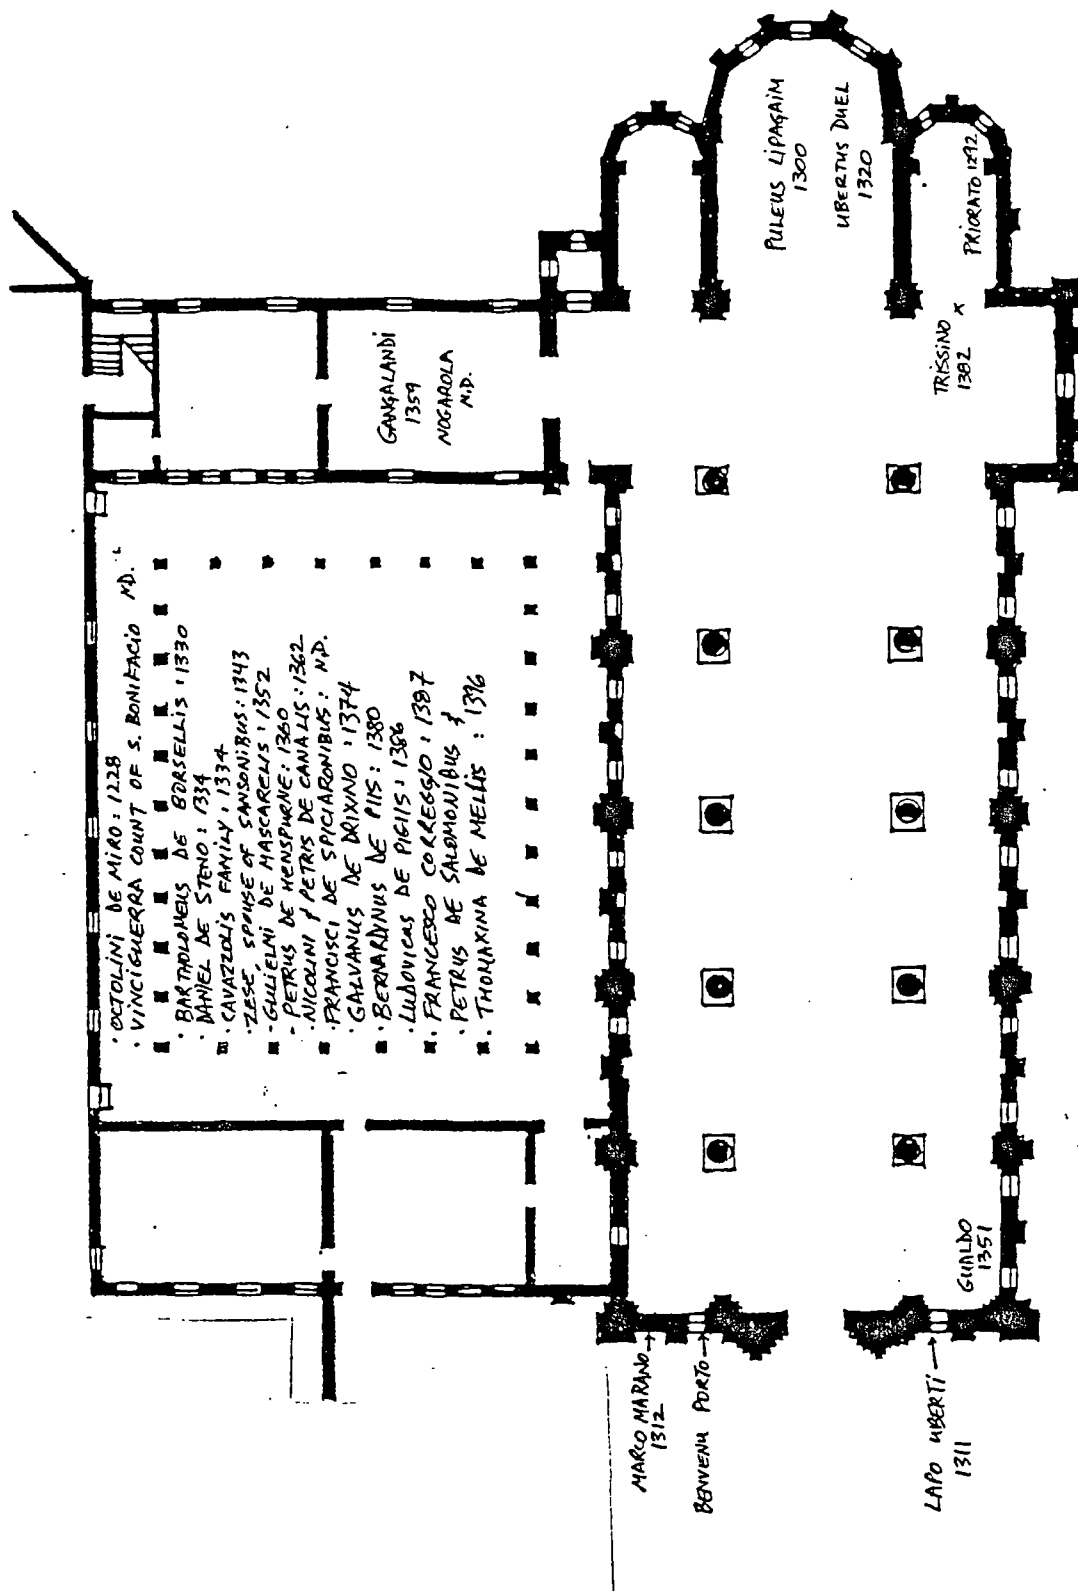 PULEUS LIPAGAIM
1300
UBERTUS DUEL
1320
PRIORATO 1292
TRISSINO x
1382
GANGALANDI
1359
NOGAROLA
N.D.
· OCTOLINI DE MIRO : 1228
· VINCIGUERRA COUNT OF S. BONIFACIO N.D.
· BARTHOLOMEUS DE BORSELLIS : 1330
· DANIEL DE STENO : 1334
· CAVAZZOLIS FAMILY : 1334
· ZESE, SPOUSE OF SANSONIBUS : 1343
- GULIELMI DE MASCARELIS : 1352
- PETRUS DE HENSPURNE : 1360
· NICOLINI & PETRIS DE CANALIS : 1362
· FRANCISCI DE SPICIARONIBUS : N.D.
· GALVANUS DE DRIXINO : 1374
· BERNARDINUS DE PIIS : 1380
· LUDOVICUS DE PIGIIS : 1386
· FRANCESCO CORREGGIO : 1387
· PETRUS DE SALOMONIBUS &
· THOMAXINA DE MELLIS : 1396
GUALDO
1351
MARCO MARANO →
1312
BENVENU PORTO →
LAPO UBERTI →
1311